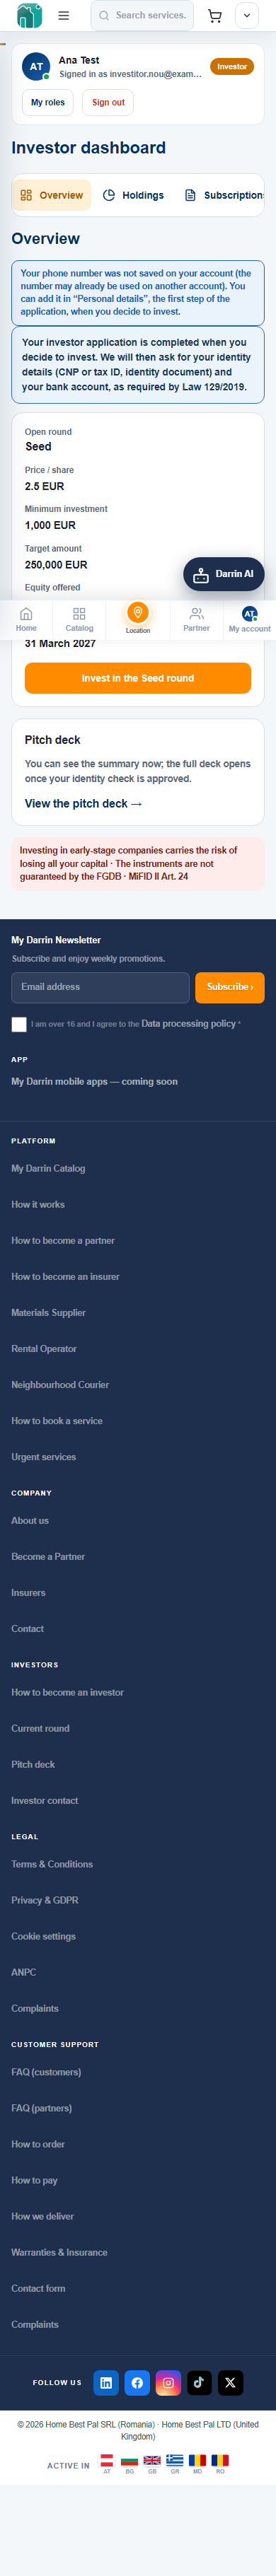 Search services.
AT
Ana Test
Signed in as investitor.nou@exam...
Investor
My roles
Sign out
Investor dashboard
Overview
Holdings
Subscriptions
Overview
Your phone number was not saved on your account (the
number may already be used on another account). You
can add it in “Personal details”, the first step of the
application, when you decide to invest.
Your investor application is completed when you
decide to invest. We will then ask for your identity
details (CNP or tax ID, identity document) and
your bank account, as required by Law 129/2019.
Open round
Seed
Price / share
2.5 EUR
Minimum investment
1,000 EUR
Target amount
250,000 EUR
Darrin AI
Equity offered
Home
Catalog
Location
Partner
AT
My account
31 March 2027
Invest in the Seed round
Pitch deck
You can see the summary now; the full deck opens
once your identity check is approved.
View the pitch deck →
Investing in early-stage companies carries the risk of
losing all your capital · The instruments are not
guaranteed by the FGDB · MiFID II Art. 24
My Darrin Newsletter
Subscribe and enjoy weekly promotions.
Email address
Subscribe ›
I am over 16 and I agree to the Data processing policy *
APP
My Darrin mobile apps — coming soon
PLATFORM
My Darrin Catalog
How it works
How to become a partner
How to become an insurer
Materials Supplier
Rental Operator
Neighbourhood Courier
How to book a service
Urgent services
COMPANY
About us
Become a Partner
Insurers
Contact
INVESTORS
How to become an investor
Current round
Pitch deck
Investor contact
LEGAL
Terms & Conditions
Privacy & GDPR
Cookie settings
ANPC
Complaints
CUSTOMER SUPPORT
FAQ (customers)
FAQ (partners)
How to order
How to pay
How we deliver
Warranties & Insurance
Contact form
Complaints
FOLLOW US
© 2026 Home Best Pal SRL (Romania) · Home Best Pal LTD (United
Kingdom)
ACTIVE IN
AT
BG
GB
GR
MD
RO